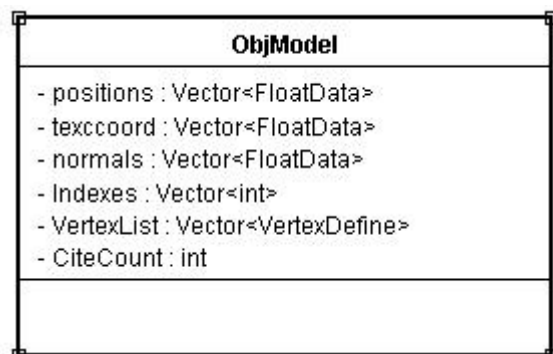 ObjModel
- positions : Vector<FloatData>
- texccoord : Vector<FloatData>
- normals : Vector<FloatData>
- Indexes : Vector<int>
- VertexList : Vector<VertexDefine>
- CiteCount : int